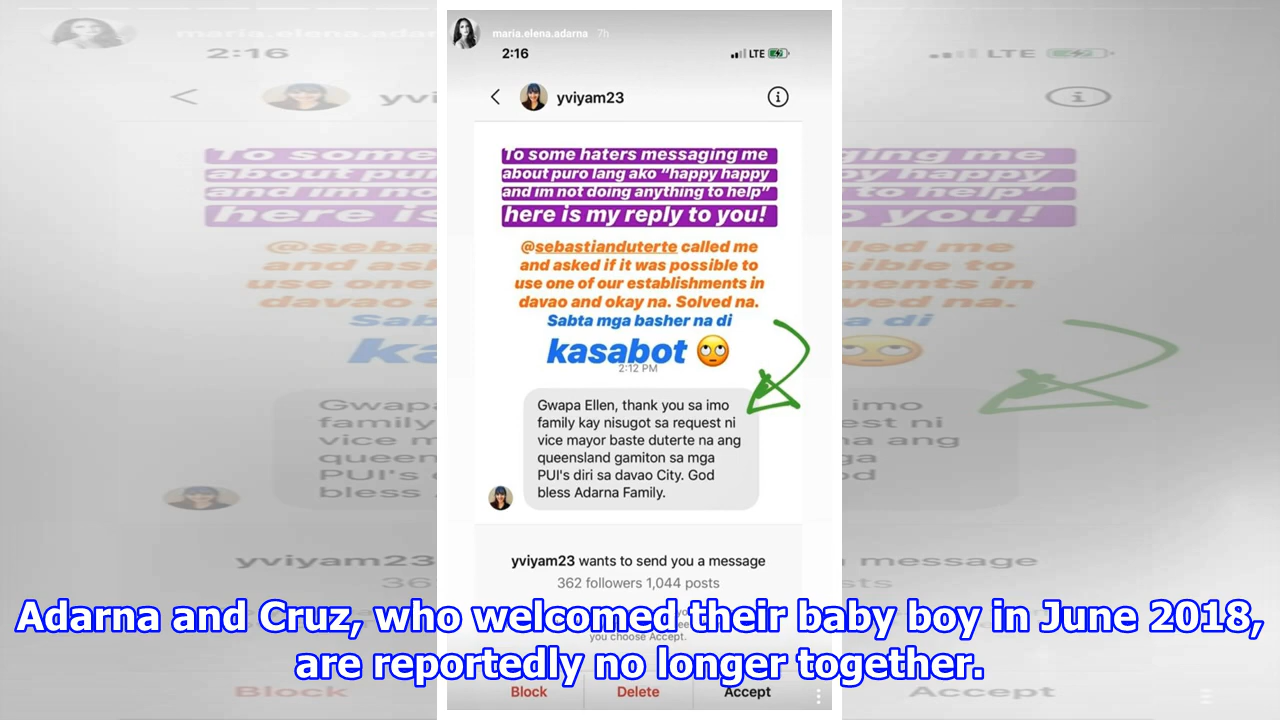 maria.elena.adarna 7h
2:16
LTE
yviyam23
To some haters messaging me
about puro lang ako “happy happy
and im not doing anything to help”
here is my reply to you!
@sebastianduterte called me
and asked if it was possible to
use one of our establishments in
davao and okay na. Solved na.
Sabta mga basher na di
kasabot
2:12 PM
Gwapa Ellen, thank you sa imo
family kay nisugot sa request ni
vice mayor baste duterte na ang
queensland gamiton sa mga
PUI's diri sa davao City. God
bless Adarna Family.
yviyam23 wants to send you a message
362 followers 1,044 posts
you choose Accept.
Adarna and Cruz, who welcomed their baby boy in June 2018,
are reportedly no longer together.
Block Delete Accept